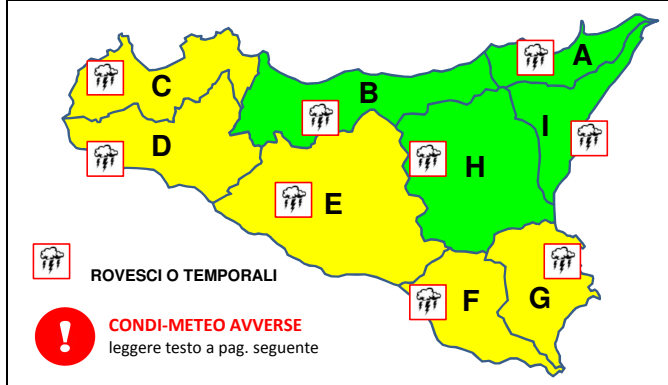 A
C
B
I
D
H
E
F
G
ROVESCI O TEMPORALI
!
CONDI-METEO AVVERSE
leggere testo a pag. seguente